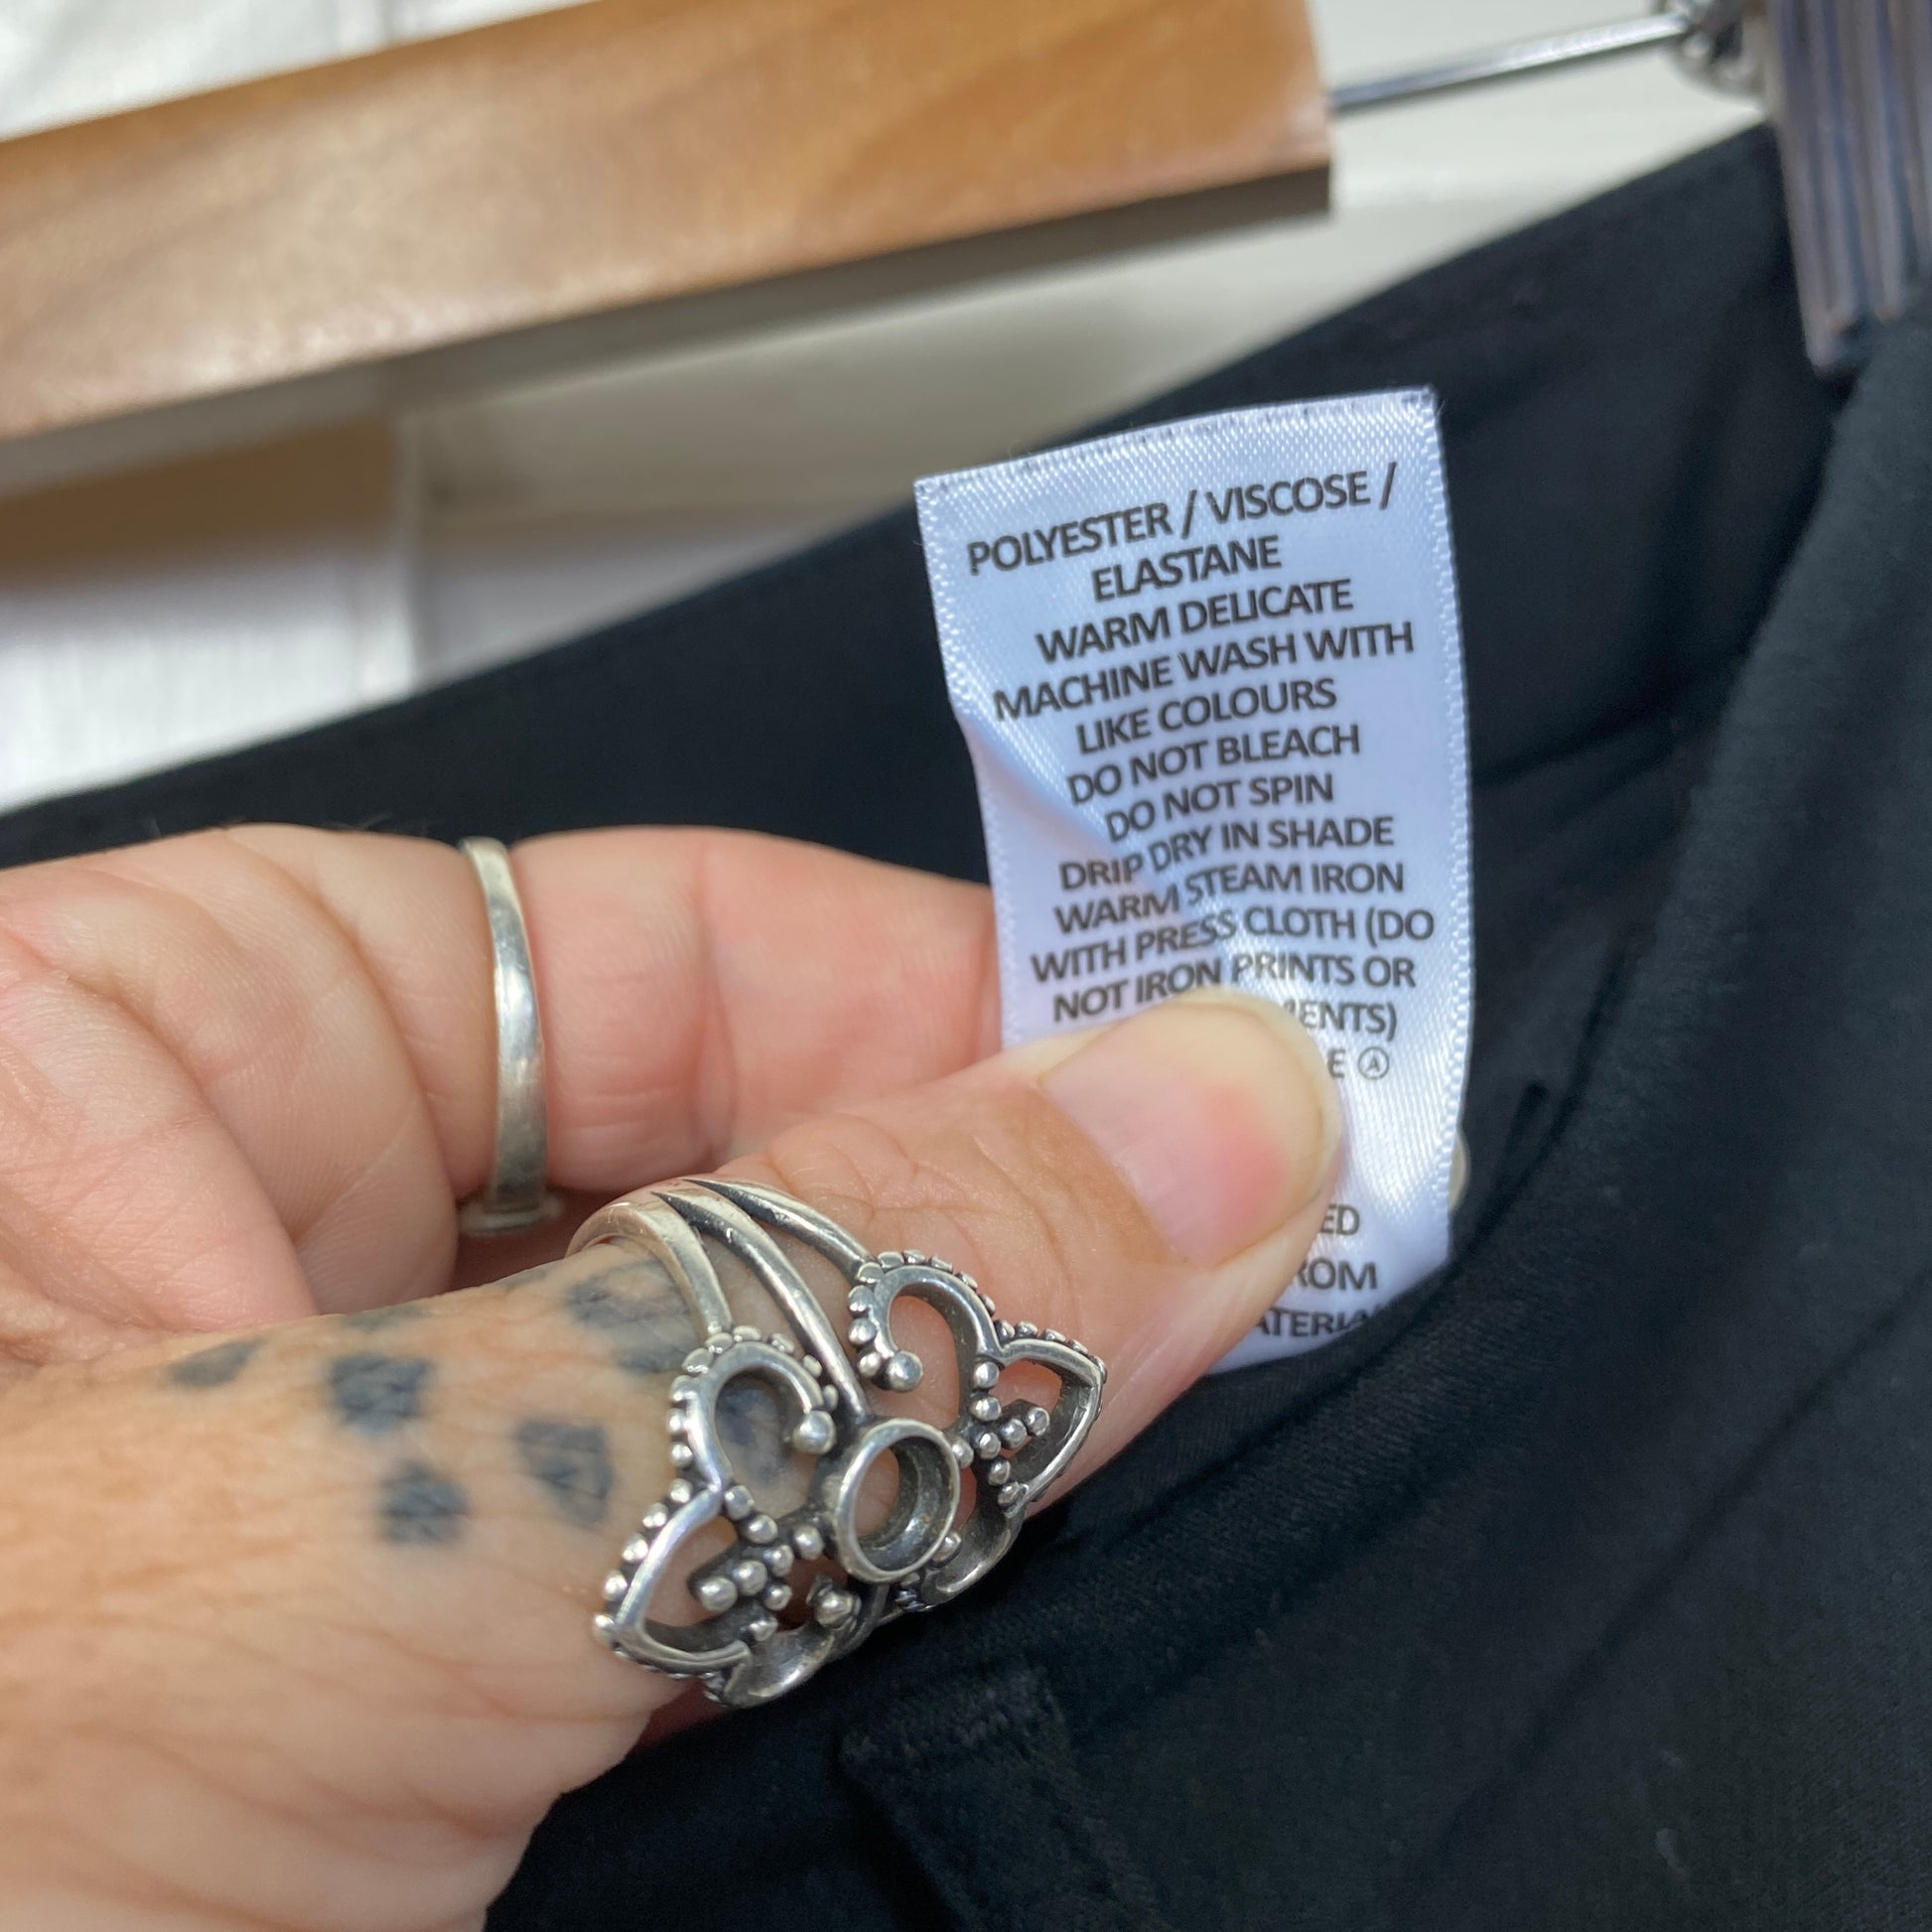 POLYESTER / VISCOSE /
ELASTANE
WARM DELICATE
MACHINE WASH WITH
LIKE COLOURS
DO NOT BLEACH
DO NOT SPIN
DRIP DRY IN SHADE
WARM STEAM IRON
WITH PRESS CLOTH (DO
NOT IRON PRINTS OR
Ⓐ